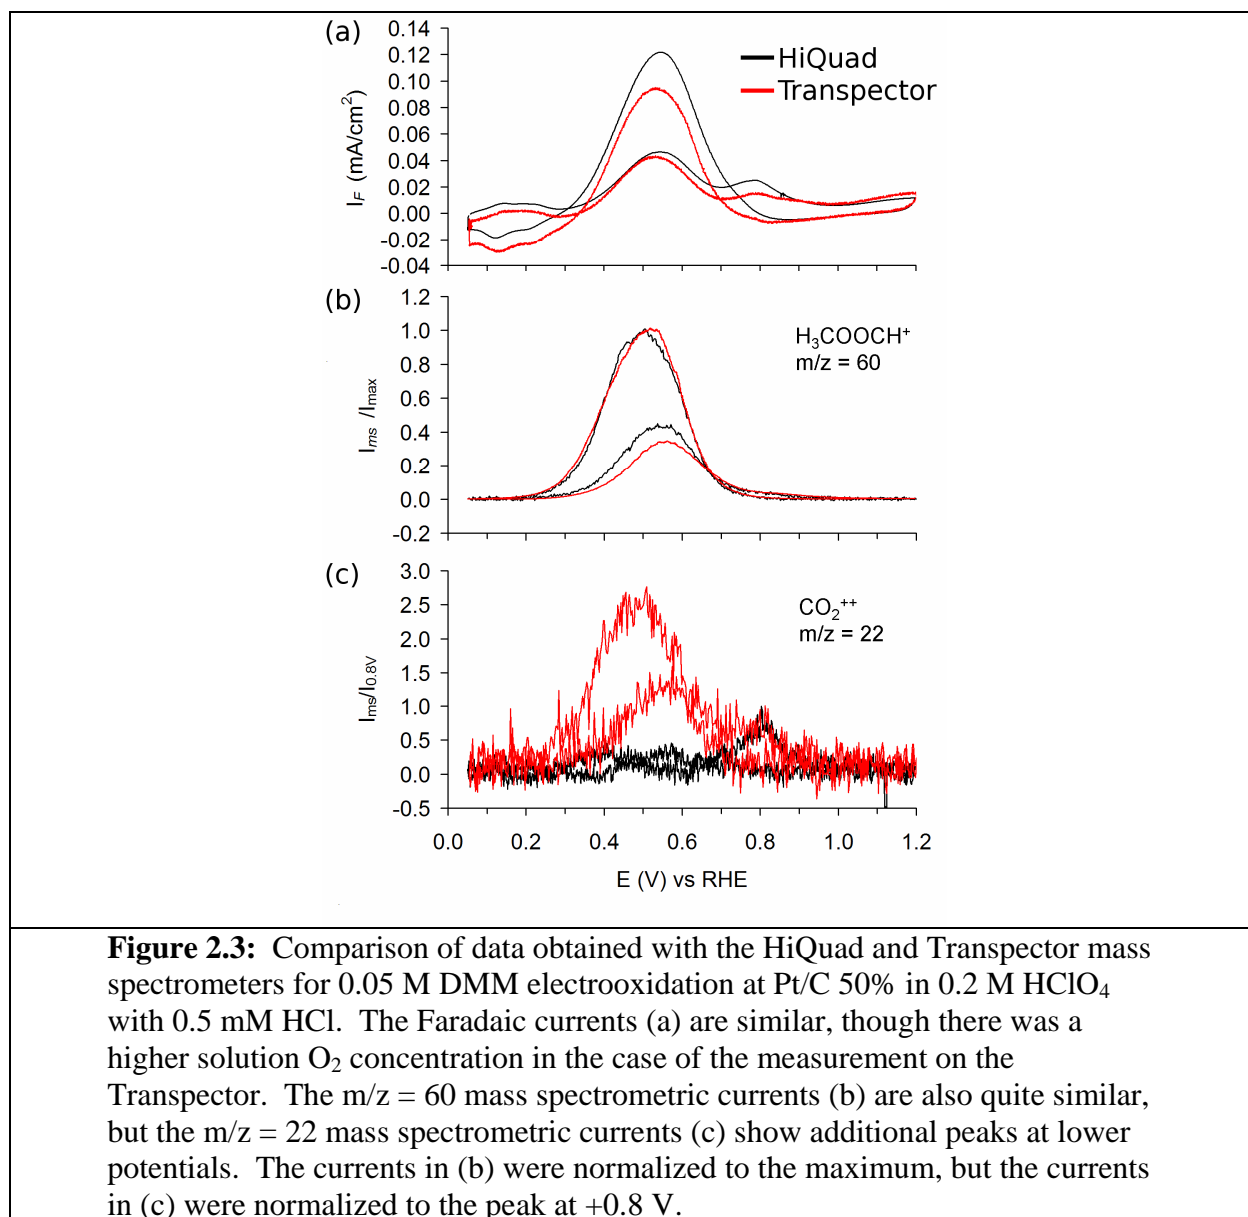 (a)
0.14
0.12
0.10
0.08
0.06
0.04
0.02
0.00
-0.02
-0.04
I_F (mA/cm²)
HiQuad
Transpector
(b)
1.2
1.0
0.8
0.6
0.4
0.2
0.0
-0.2
I_ms /I_max
H₃COOCH⁺
m/z = 60
(c)
3.0
2.5
2.0
1.5
1.0
0.5
0.0
-0.5
I_ms/I_0.8V
CO₂⁺⁺
m/z = 22
0.0 0.2 0.4 0.6 0.8 1.0 1.2
E (V) vs RHE
Figure 2.3: Comparison of data obtained with the HiQuad and Transpector mass
spectrometers for 0.05 M DMM electrooxidation at Pt/C 50% in 0.2 M HClO₄
with 0.5 mM HCl. The Faradaic currents (a) are similar, though there was a
higher solution O₂ concentration in the case of the measurement on the
Transpector. The m/z = 60 mass spectrometric currents (b) are also quite similar,
but the m/z = 22 mass spectrometric currents (c) show additional peaks at lower
potentials. The currents in (b) were normalized to the maximum, but the currents
in (c) were normalized to the peak at +0.8 V.